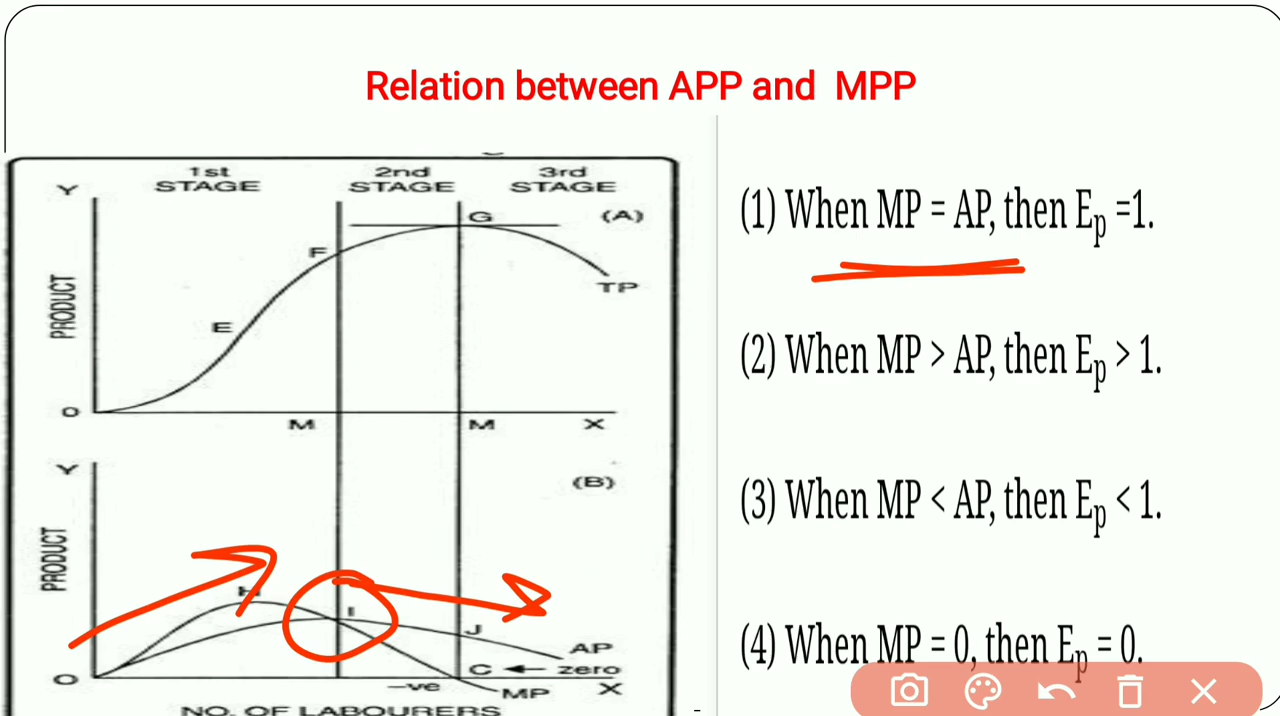 Relation between APP and MPP
1st STAGE
2nd STAGE
3rd STAGE
Y
G
(A)
F
TP
PRODUCT
E
O
M
M
X
Y
(B)
PRODUCT
H
I
J
AP
O
C ← zero
-ve
MP
X
NO. OF LABOURERS
(1) When MP = AP, then Ep =1.
(2) When MP > AP, then Ep > 1.
(3) When MP < AP, then Ep < 1.
(4) When MP = 0, then Ep = 0.